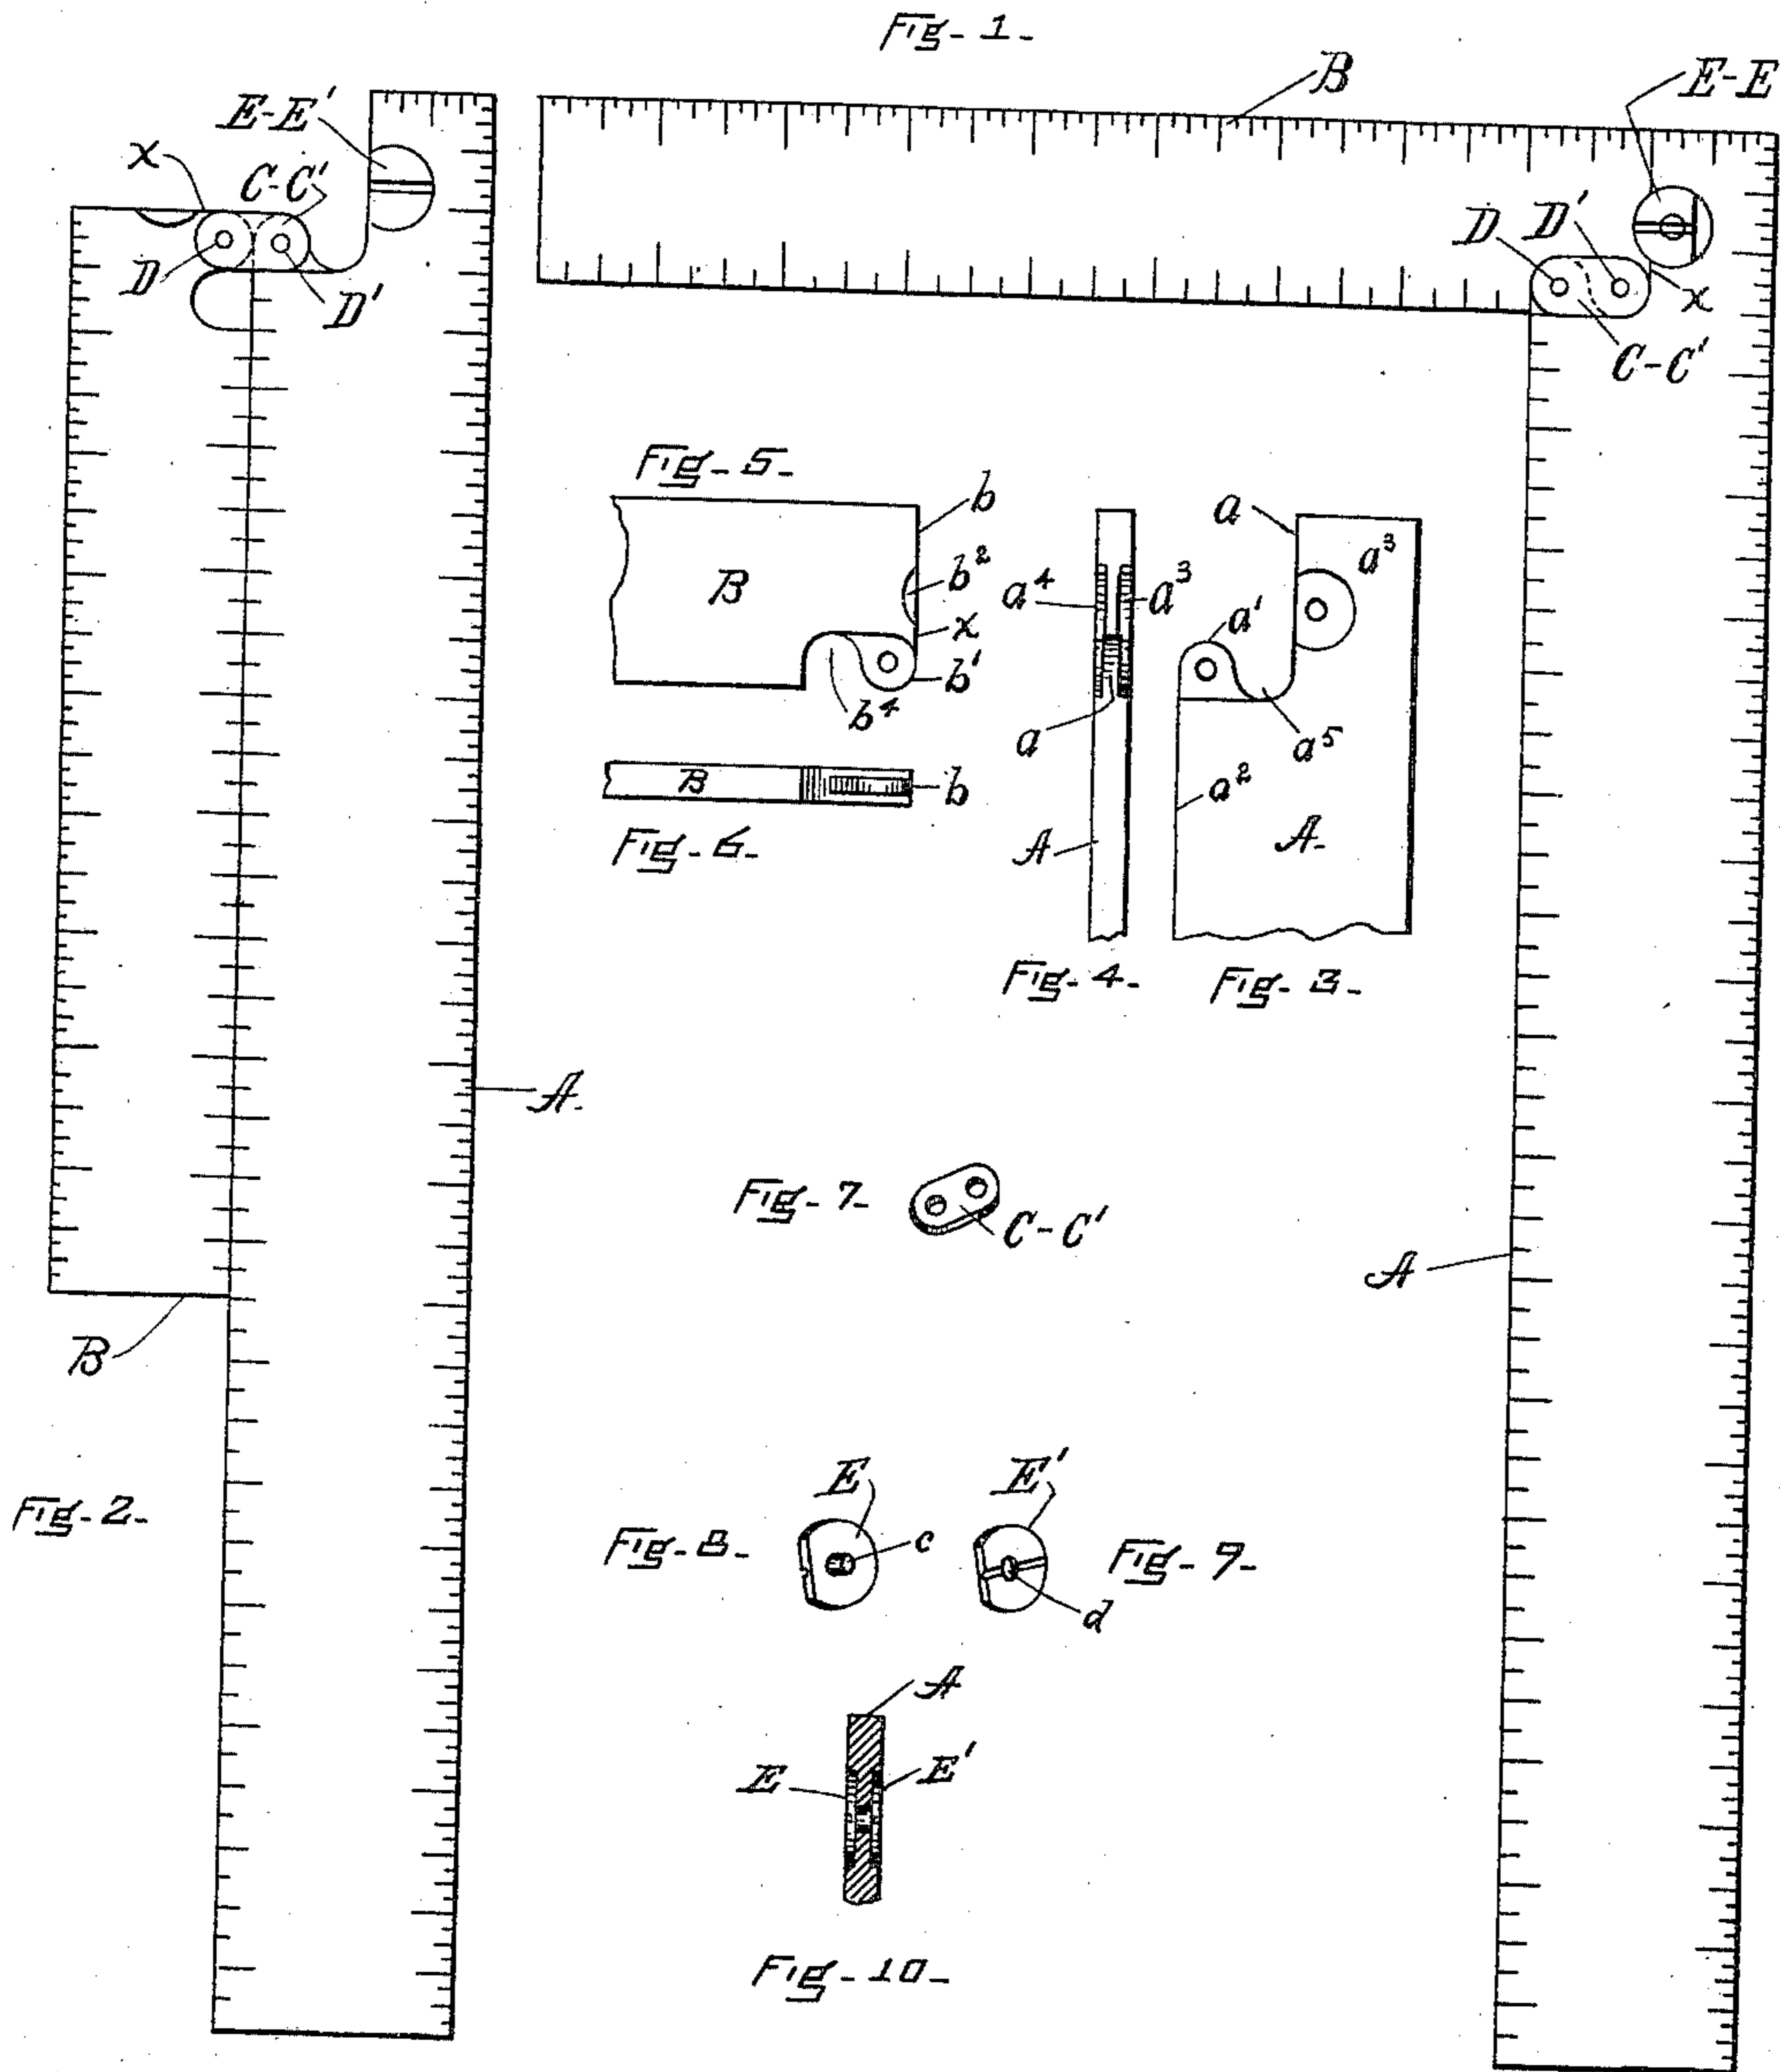 Fig-1-
B
E-E
D D'
x
C-C'
A
E-E'
x
C-C'
D
D'
A-
B
Fig-2-
Fig-5-
b
b²
B
x
b'
b⁴
B
b
Fig-6-
a⁴
a³
a
A
Fig-4-
a
a³
a'
a⁵
a²
A-
Fig-3-
Fig-7-
C-C'
E
Fig-8-
c
E'
Fig-9-
d
A
E
E'
Fig-10-